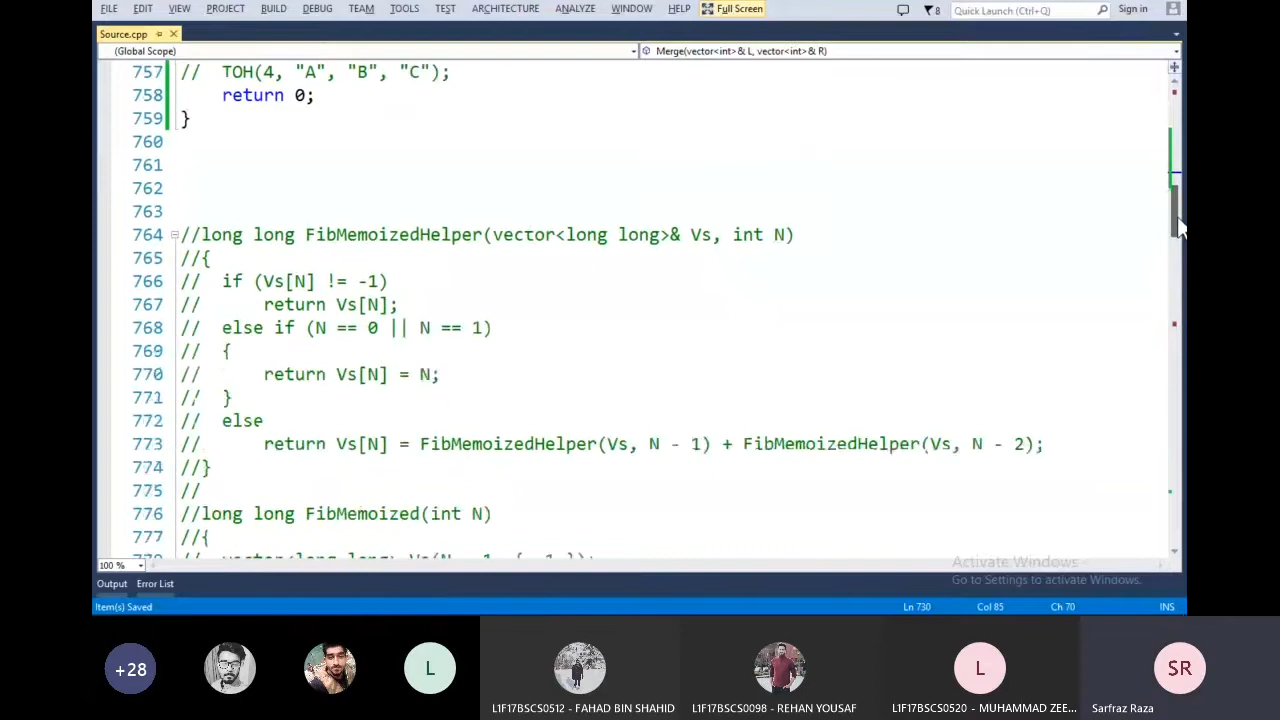 FILE EDIT VIEW PROJECT BUILD DEBUG TEAM TOOLS TEST ARCHITECTURE ANALYZE WINDOW HELP Full Screen 8 Quick Launch (Ctrl+Q) Sign in
Source.cpp
(Global Scope) Merge(vector<int>& L, vector<int>& R)
757 // TOH(4, "A", "B", "C");
758 return 0;
759 }
760
761
762
763
764 //long long FibMemoizedHelper(vector<long long>& Vs, int N)
765 //{
766 // if (Vs[N] != -1)
767 // return Vs[N];
768 // else if (N == 0 || N == 1)
769 // {
770 // return Vs[N] = N;
771 // }
772 // else
773 // return Vs[N] = FibMemoizedHelper(Vs, N - 1) + FibMemoizedHelper(Vs, N - 2);
774 //}
775 //
776 //long long FibMemoized(int N)
777 //{
100 %
Activate Windows
Go to Settings to activate Windows.
Output Error List
Item(s) Saved Ln 730 Col 85 Ch 70 INS
+28 L L SR
L1F17BSCS0512 - FAHAD BIN SHAHID L1F17BSCS0098 - REHAN YOUSAF L1F17BSCS0520 - MUHAMMAD ZEE... Sarfraz Raza